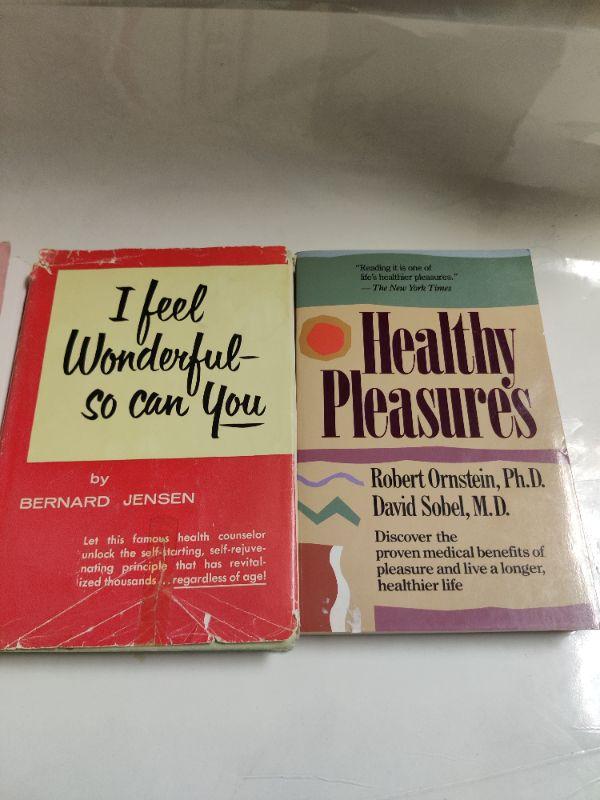 I feel
Wonderful–
so can You
by
BERNARD JENSEN
Let this famous health counselor
unlock the self-starting, self-rejuve-
nating principle that has revital-
ized thousands...regardless of age!
"Reading it is one of
life's healthier pleasures."
— The New York Times
Healthy
Pleasures
Robert Ornstein, Ph.D.
David Sobel, M.D.
Discover the
proven medical benefits of
pleasure and live a longer,
healthier life